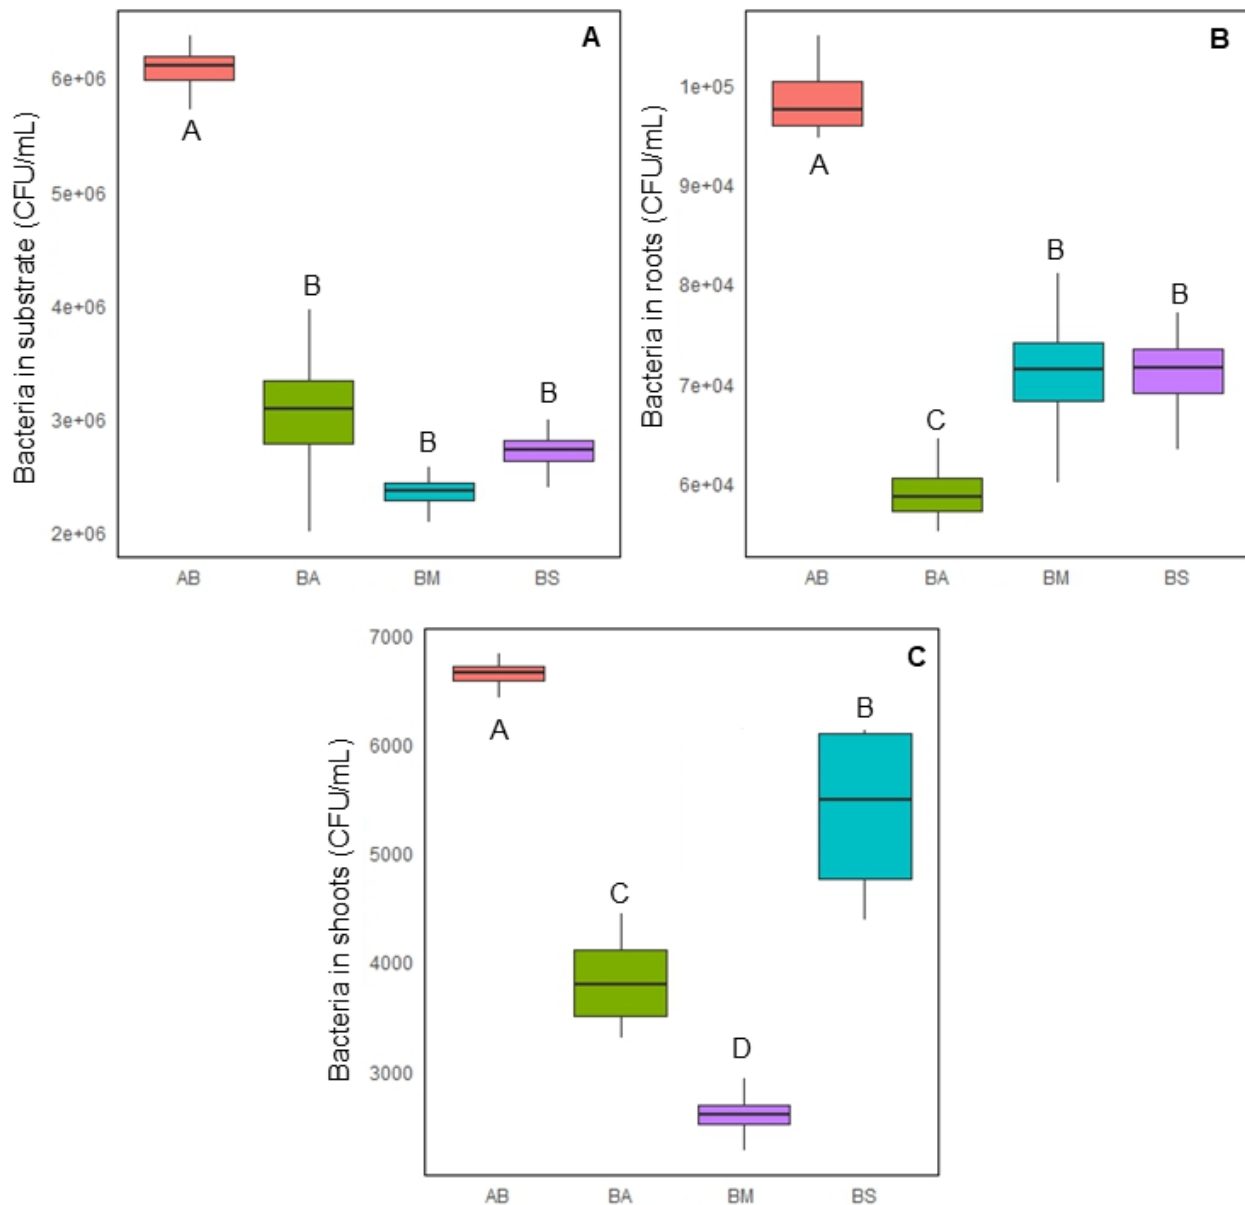 A
Bacteria in substrate (CFU/mL)
6e+06
5e+06
4e+06
3e+06
2e+06
A
B
B
B
AB BA BM BS
B
Bacteria in roots (CFU/mL)
1e+05
9e+04
8e+04
7e+04
6e+04
A
C
B
B
AB BA BM BS
C
Bacteria in shoots (CFU/mL)
7000
6000
5000
4000
3000
A
C
D
B
AB BA BM BS